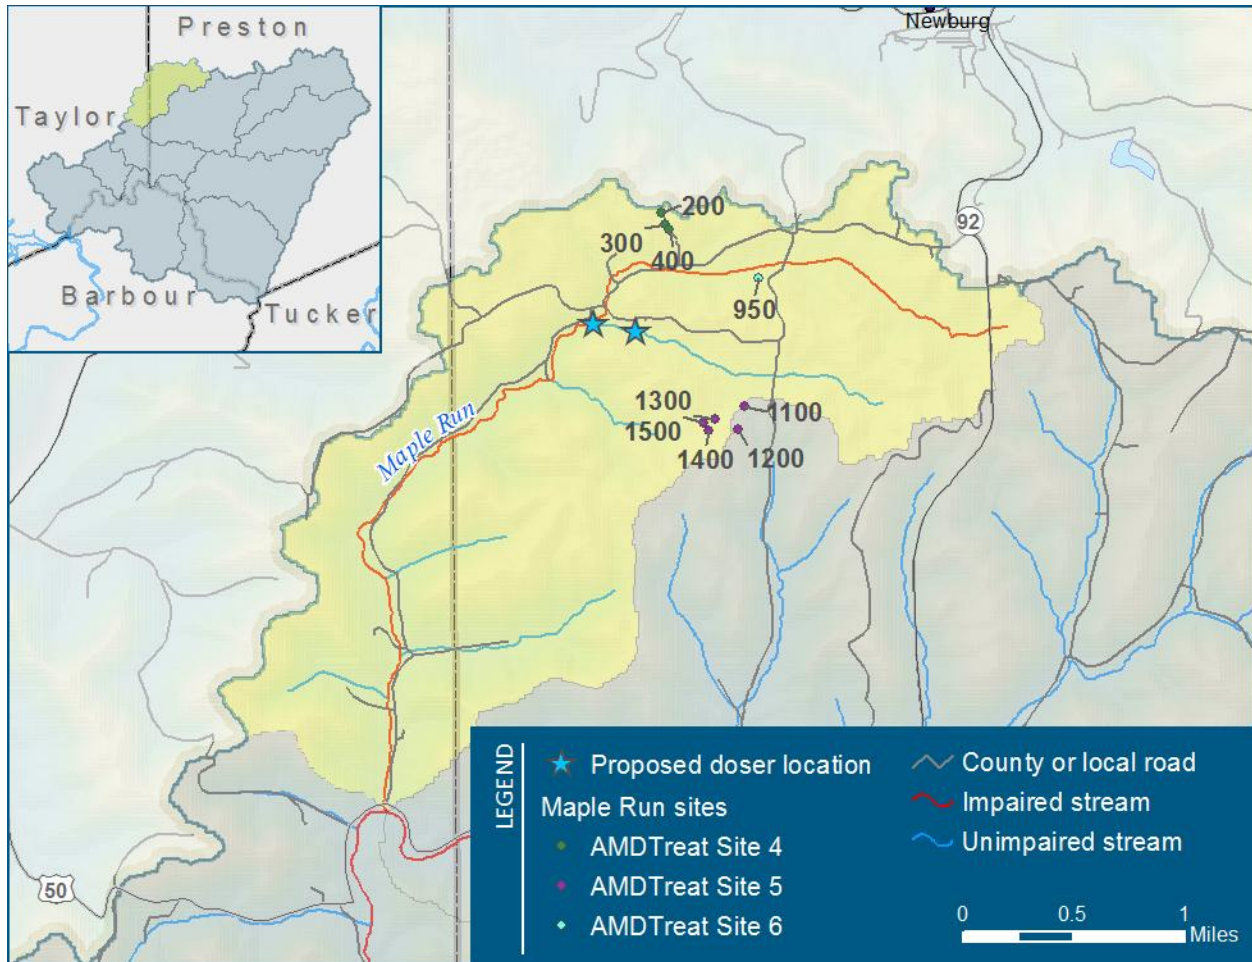 Preston
Taylor
Barbour
Tucker
Newburg
92
200
300
400
950
1300
1100
1500
1400
1200
Maple Run
50
LEGEND
Proposed doser location
Maple Run sites
AMDTreat Site 4
AMDTreat Site 5
AMDTreat Site 6
County or local road
Impaired stream
Unimpaired stream
0 0.5 1
Miles